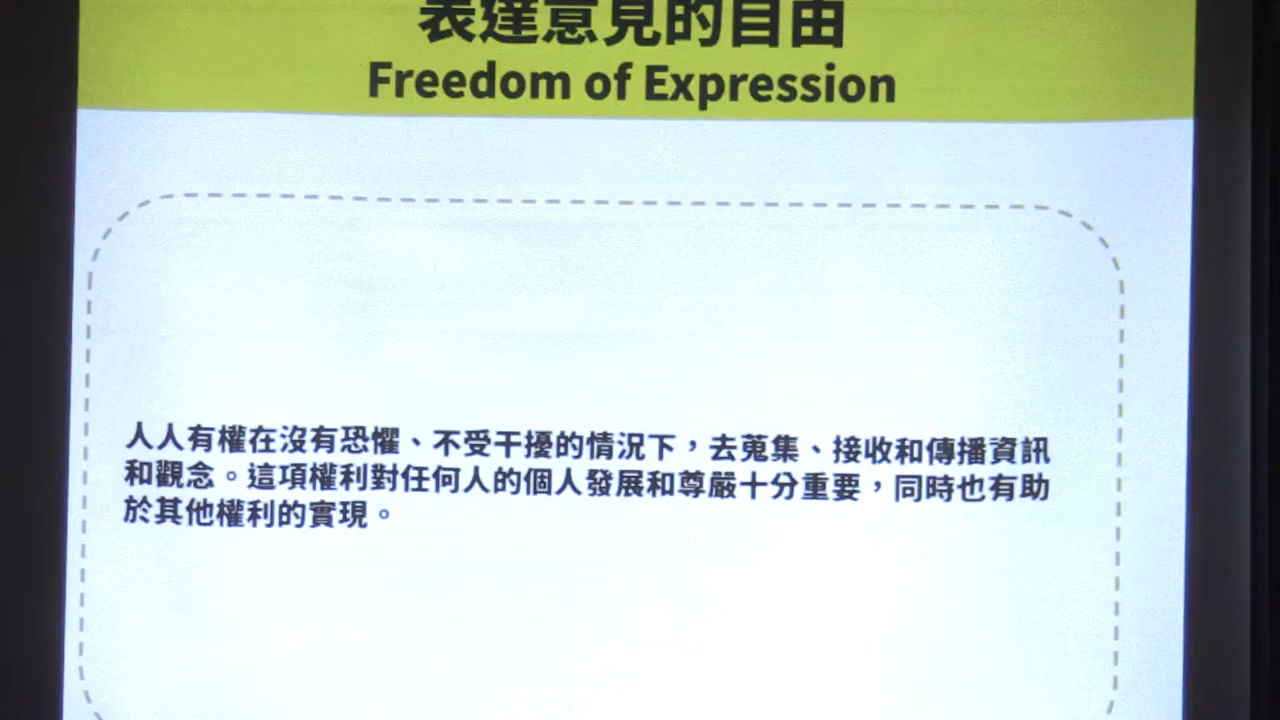 表達意見的自由
Freedom of Expression
人人有權在沒有恐懼、不受干擾的情況下，去蒐集、接收和傳播資訊
和觀念。這項權利對任何人的個人發展和尊嚴十分重要，同時也有助
於其他權利的實現。